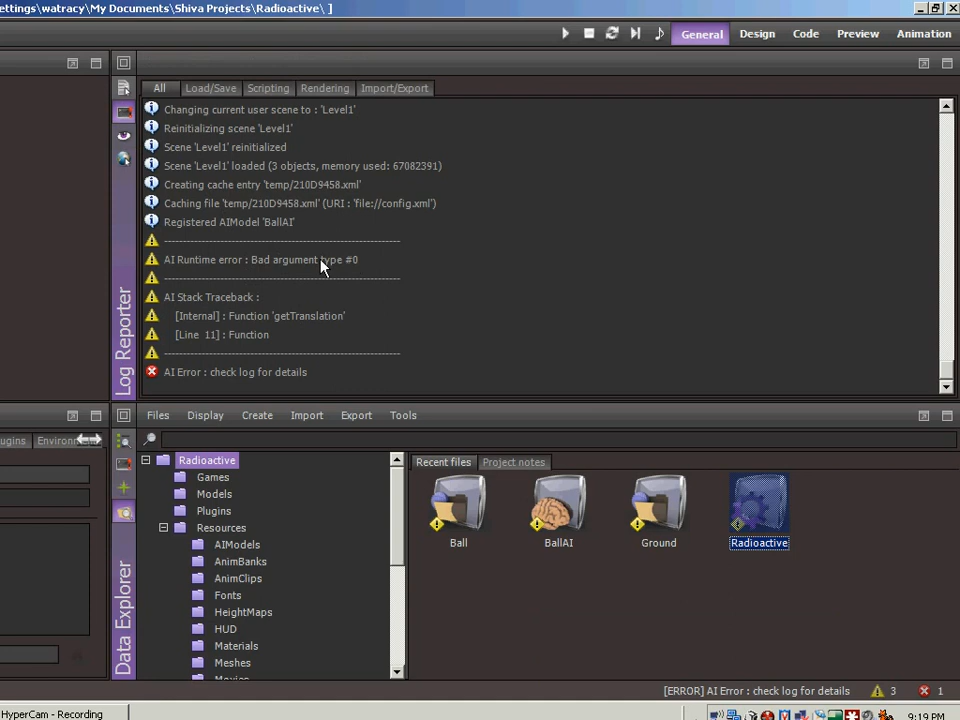 ettings\watracy\My Documents\Shiva Projects\Radioactive\ ]
General Design Code Preview Animation
All Load/Save Scripting Rendering Import/Export
Changing current user scene to : 'Level1'
Reinitializing scene 'Level1'
Scene 'Level1' reinitialized
Scene 'Level1' loaded (3 objects, memory used: 67082391)
Creating cache entry 'temp/210D9458.xml'
Caching file 'temp/210D9458.xml' (URI : 'file://config.xml')
Registered AIModel 'BallAI'
--------------------------------------------------------
AI Runtime error : Bad argument type #0
--------------------------------------------------------
AI Stack Traceback :
[Internal] : Function 'getTranslation'
[Line 11] : Function
--------------------------------------------------------
AI Error : check log for details
Log Reporter
Files Display Create Import Export Tools
lugins Environ
Recent files Project notes
Radioactive
Games
Models
Plugins
Resources
AIModels
AnimBanks
AnimClips
Fonts
HeightMaps
HUD
Materials
Meshes
Ball BallAI Ground Radioactive
Data Explorer
[ERROR] AI Error : check log for details 3 1
HyperCam - Recording
9:19 PM